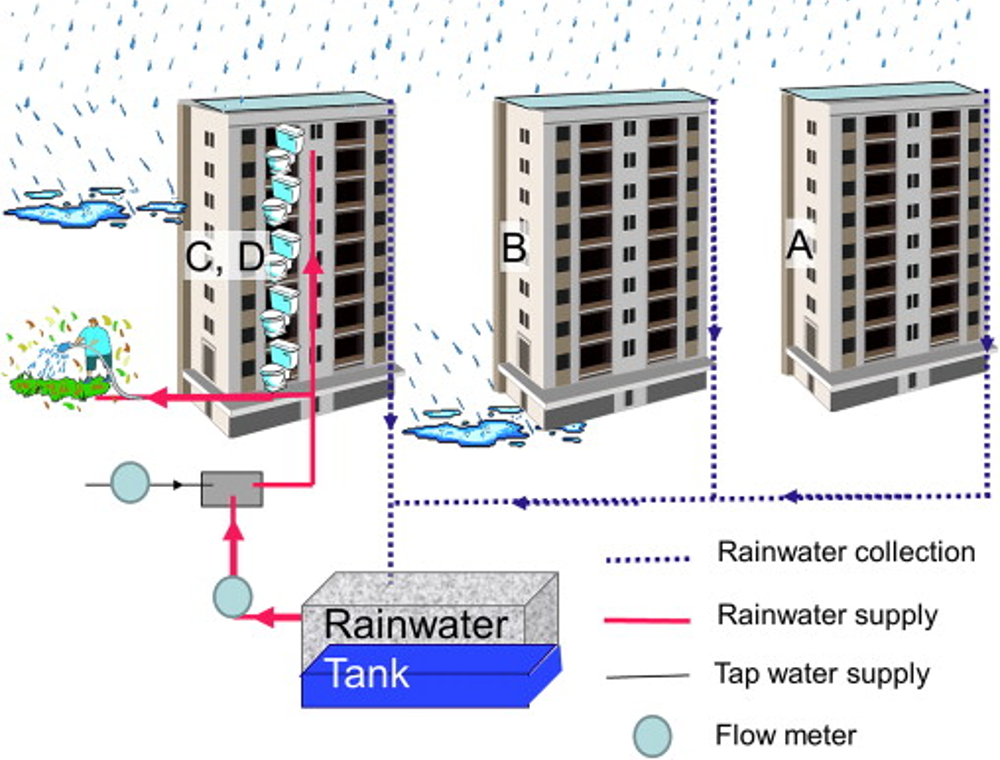 C, D
B
A
Rainwater
Tank
Rainwater collection
Rainwater supply
Tap water supply
Flow meter